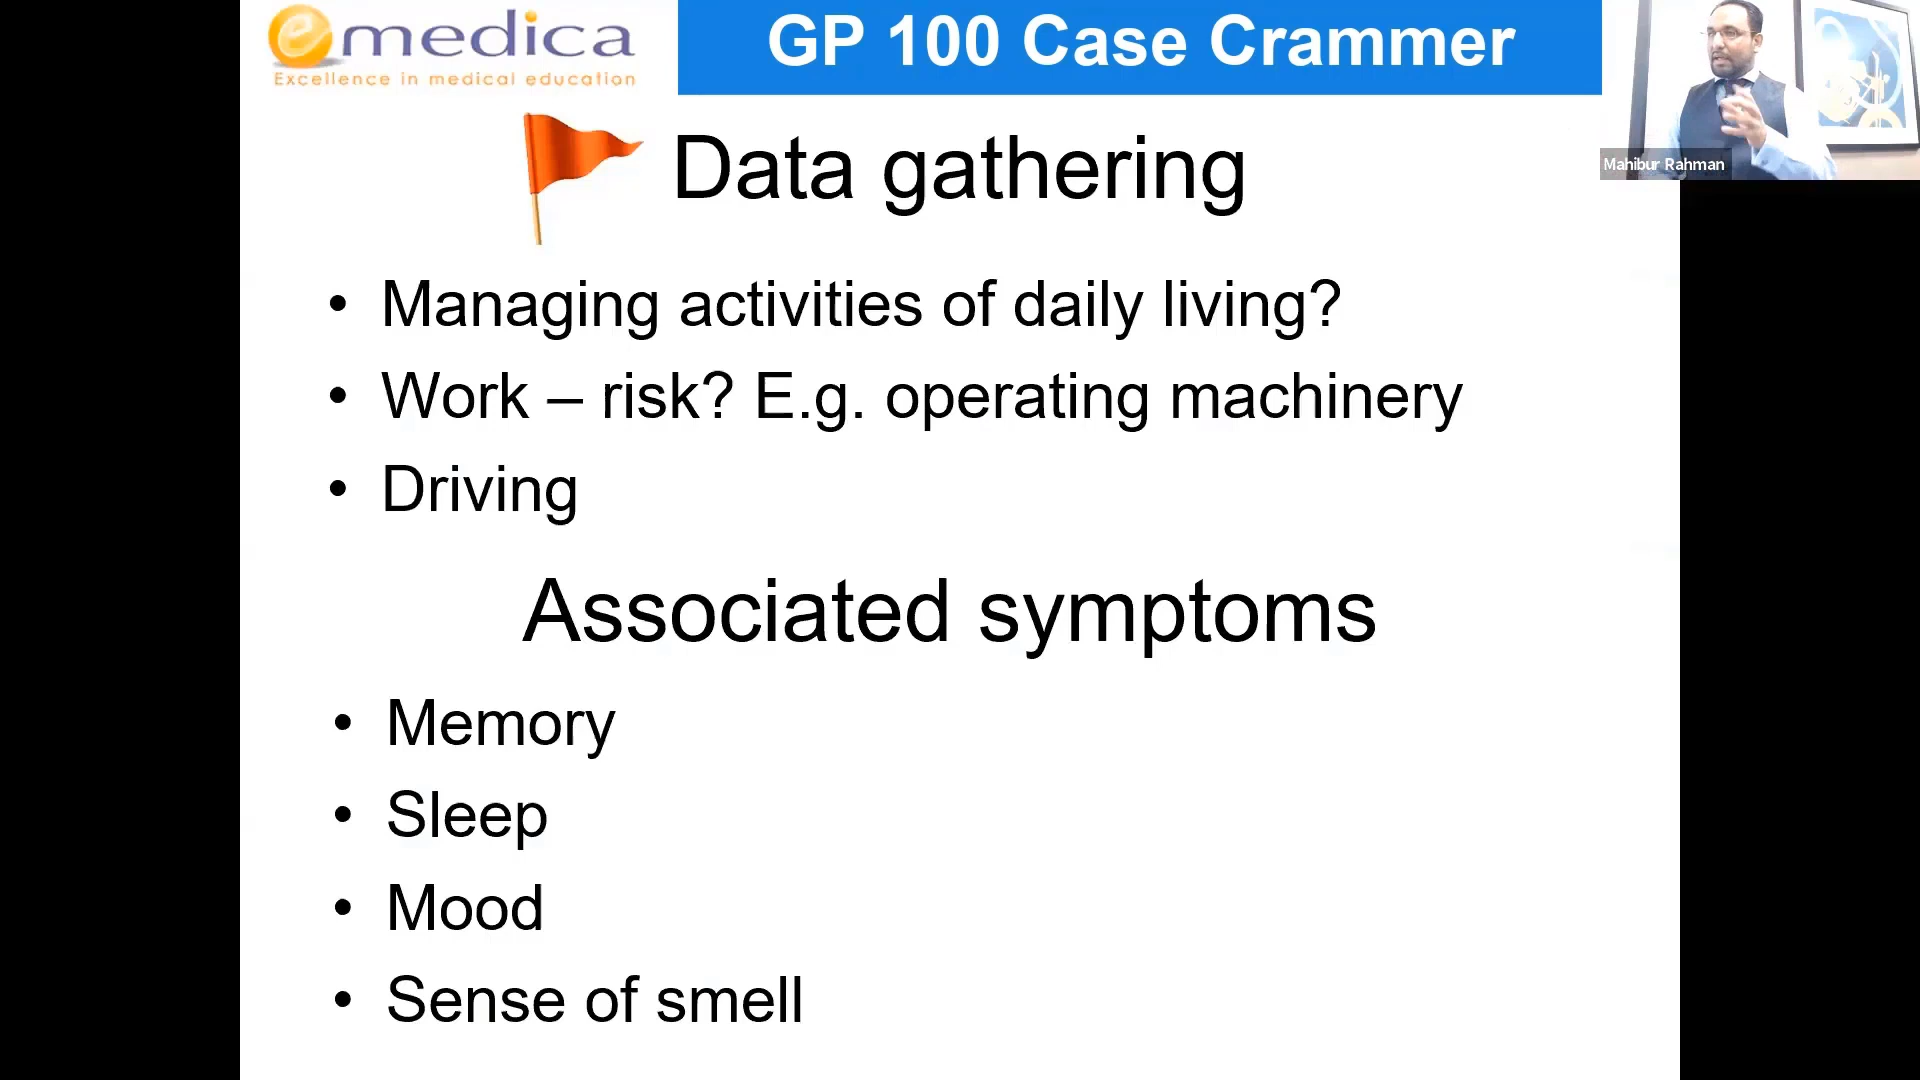 emedica
Excellence in medical education
GP 100 Case Crammer
Mahibur Rahman
Data gathering
• Managing activities of daily living?
• Work – risk? E.g. operating machinery
• Driving
Associated symptoms
• Memory
• Sleep
• Mood
• Sense of smell